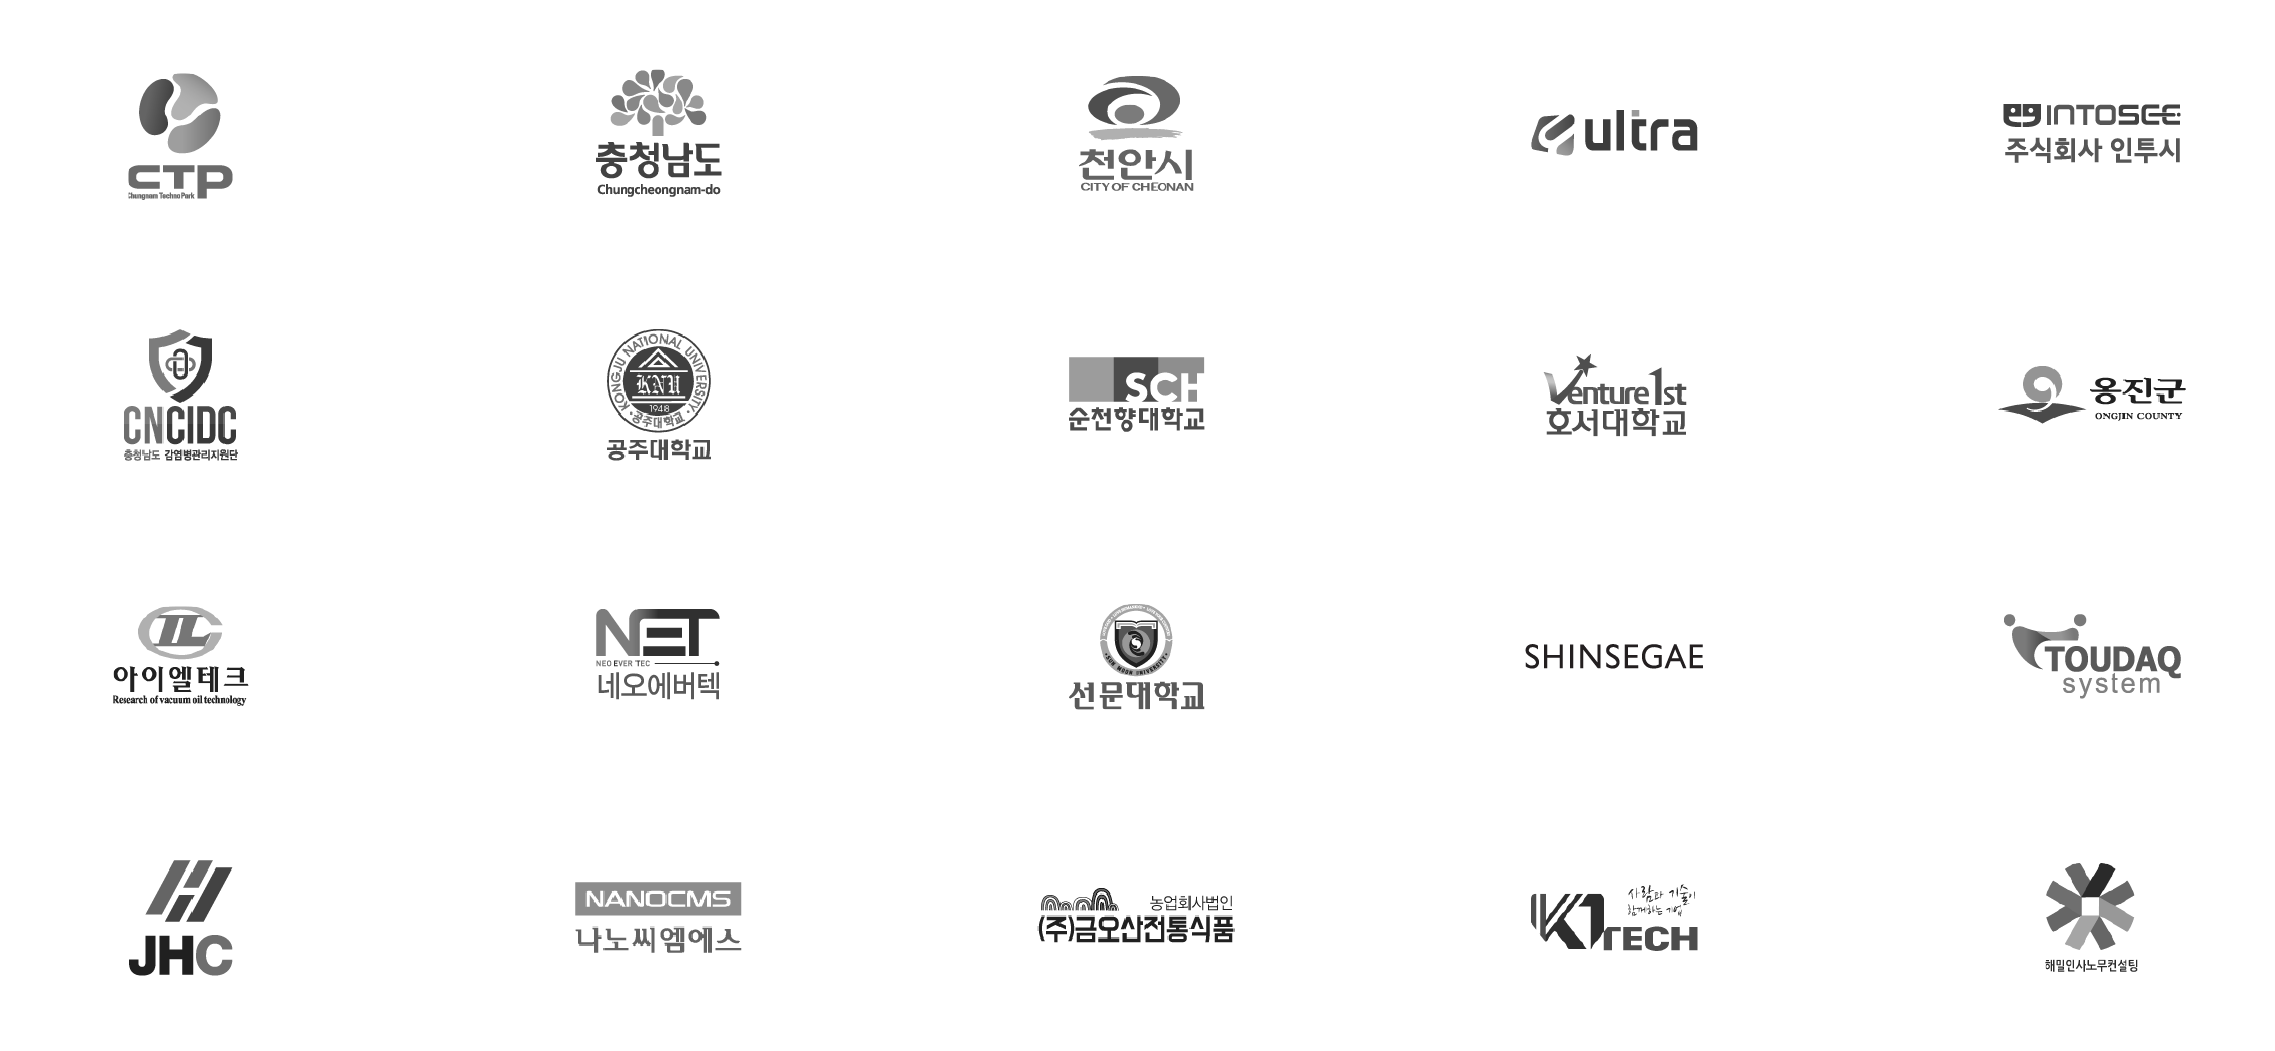 CTP
Chungnam Techno Park
충청남도
Chungcheongnam-do
천안시
CITY OF CHEONAN
ultra
INTOSEE
주식회사 인투시
CNCIDC
충청남도 감염병관리지원단
KONGJU NATIONAL UNIVERSITY
KNU
1948
공주대학교
공주대학교
SCH
순천향대학교
Venture 1st
호서대학교
옹진군
ONGJIN COUNTY
ILC
아이엘테크
Research of vacuum oil technology
NET
NEO EVER TEC
네오에버텍
SUN MOON UNIVERSITY
선문대학교
SHINSEGAE
TOUDAQ
system
JHC
NANOCMS
나노씨엠에스
농업회사법인
(주)금오산전통식품
사람과 기술이
함께하는 기업
K1 TECH
해밀인사노무컨설팅